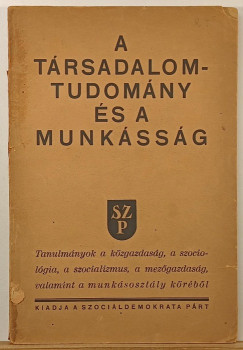 A
TÁRSADALOM-
TUDOMÁNY
ÉS A
MUNKÁSSÁG
SZ
P
Tanulmányok a közgazdaság, a szocio-
lógia, a szocializmus, a mezőgazdaság,
valamint a munkásosztály köréből
KIADJA A SZOCIÁLDEMOKRATA PÁRT